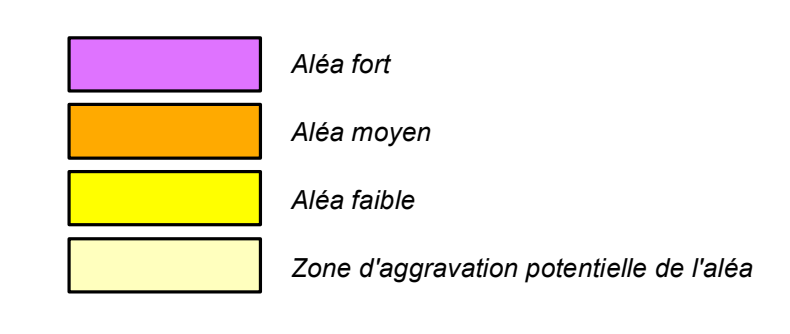 Aléa fort
Aléa moyen
Aléa faible
Zone d'aggravation potentielle de l'aléa